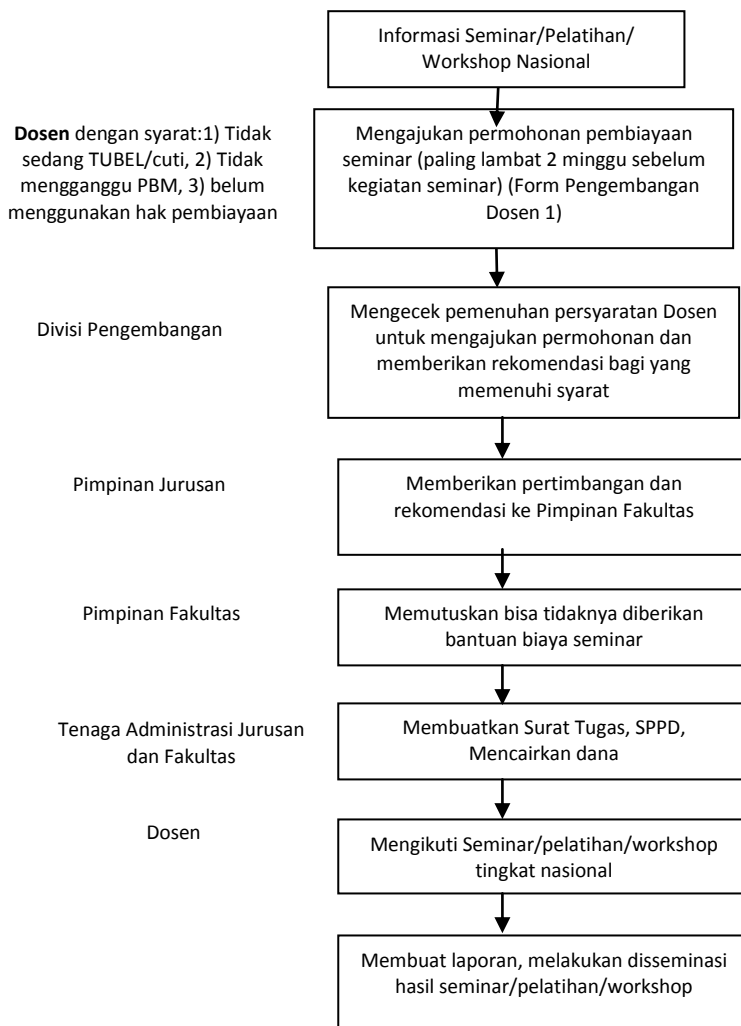 Informasi Seminar/Pelatihan/
Workshop Nasional
Dosen dengan syarat:1) Tidak
sedang TUBEL/cuti, 2) Tidak
mengganggu PBM, 3) belum
menggunakan hak pembiayaan
Mengajukan permohonan pembiayaan
seminar (paling lambat 2 minggu sebelum
kegiatan seminar) (Form Pengembangan
Dosen 1)
Divisi Pengembangan
Mengecek pemenuhan persyaratan Dosen
untuk mengajukan permohonan dan
memberikan rekomendasi bagi yang
memenuhi syarat
Pimpinan Jurusan
Memberikan pertimbangan dan
rekomendasi ke Pimpinan Fakultas
Pimpinan Fakultas
Memutuskan bisa tidaknya diberikan
bantuan biaya seminar
Tenaga Administrasi Jurusan
dan Fakultas
Membuatkan Surat Tugas, SPPD,
Mencairkan dana
Dosen
Mengikuti Seminar/pelatihan/workshop
tingkat nasional
Membuat laporan, melakukan disseminasi
hasil seminar/pelatihan/workshop